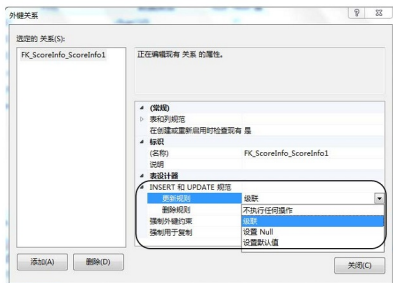 外键关系
选定的 关系(S):
FK_ScoreInfo_ScoreInfo1
正在编辑现有 关系 的属性。
(常规)
表和列规范
在创建或重新启用时检查现有 是
标识
(名称) FK_ScoreInfo_ScoreInfo1
说明
表设计器
INSERT 和 UPDATE 规范
更新规则 级联
删除规则 不执行任何操作
强制外键约束 级联
强制用于复制 设置 Null
设置默认值
添加(A) 删除(D) 关闭(C)